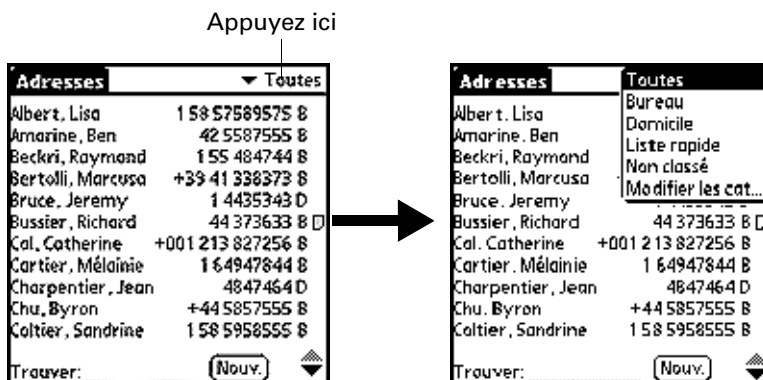 Appuyez ici
Adresses Toutes
Albert, Lisa 1 58 57589575 B
Amarine, Ben 42 5587555 B
Beckri, Raymond 1 55 484744 B
Bertolli, Marcusa +39 41 338373 B
Bruce, Jeremy 1 4435343 D
Bussier, Richard 44 373633 B
Cal, Catherine +001 213 827256 B
Cartier, Mélainie 1 64947844 B
Charpentier, Jean 4847464 D
Chu, Byron +44 5857555 B
Coltier, Sandrine 1 58 5958555 B
Trouver: Nouv.
Adresses
Toutes
Bureau
Domicile
Liste rapide
Non classé
Modifier les cat...
Albert, Lisa
Amarine, Ben
Beckri, Raymond
Bertolli, Marcusa
Bruce, Jeremy
Bussier, Richard 44 373633 B
Cal, Catherine +001 213 827256 B
Cartier, Mélainie 1 64947844 B
Charpentier, Jean 4847464 D
Chu, Byron +44 5857555 B
Coltier, Sandrine 1 58 5958555 B
Trouver: Nouv.